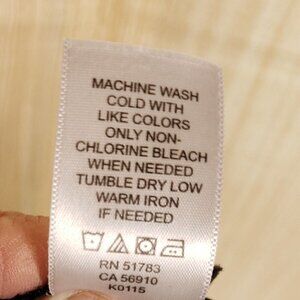 MACHINE WASH
COLD WITH
LIKE COLORS
ONLY NON-
CHLORINE BLEACH
WHEN NEEDED
TUMBLE DRY LOW
WARM IRON
IF NEEDED
RN 51783
CA 56910
K0115